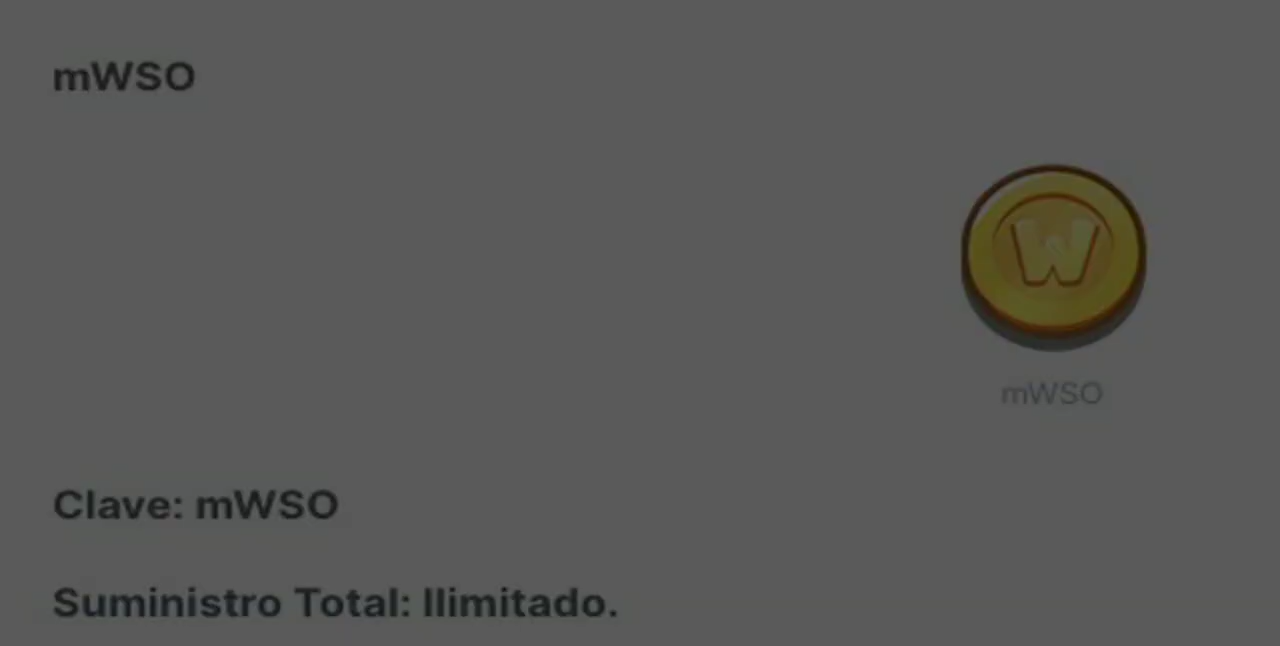 mWSO
W
mWSO
Clave: mWSO
Suministro Total: Ilimitado.